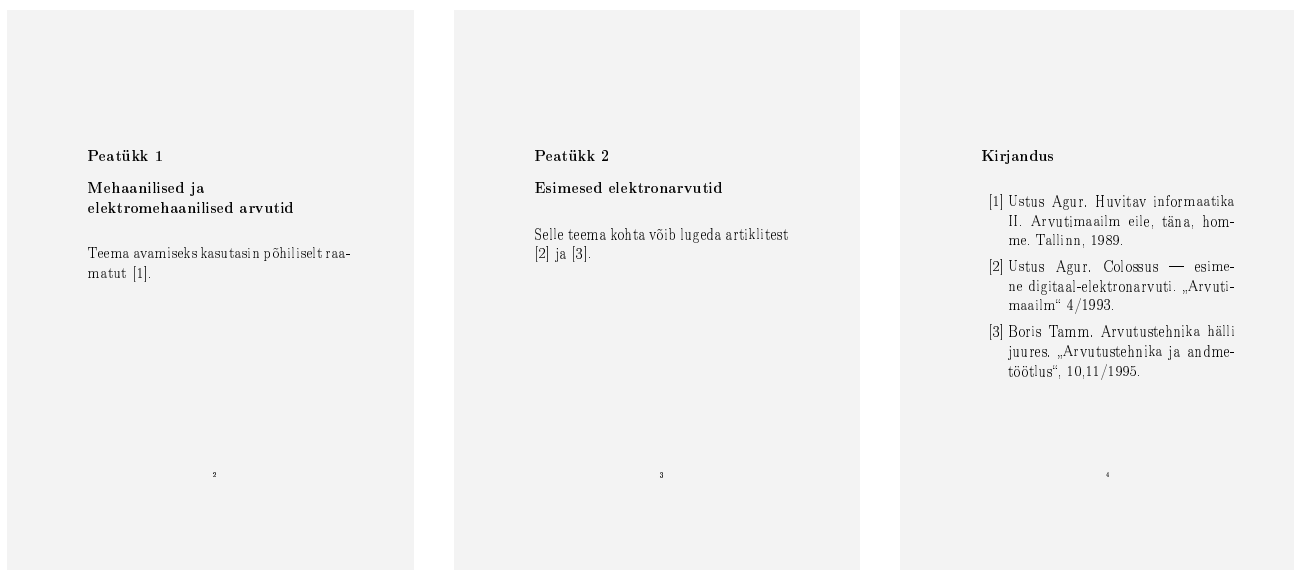 Peatükk 1
Mehaanilised ja
elektromehaanilised arvutid
Teema avamiseks kasutasin põhiliselt raa-
matut [1].
2
Peatükk 2
Esimesed elektronarvutid
Selle teema kohta võib lugeda artiklitest
[2] ja [3].
3
Kirjandus
[1] Ustus Agur. Huvitav informaatika
II. Arvutimaailm eile, täna, hom-
me. Tallinn, 1989.
[2] Ustus Agur. Colossus — esime-
ne digitaal-elektronarvuti. „Arvuti-
maailm“ 4/1993.
[3] Boris Tamm. Arvutustehnika hälli
juures. „Arvutustehnika ja andme-
töötlus“, 10,11/1995.
4